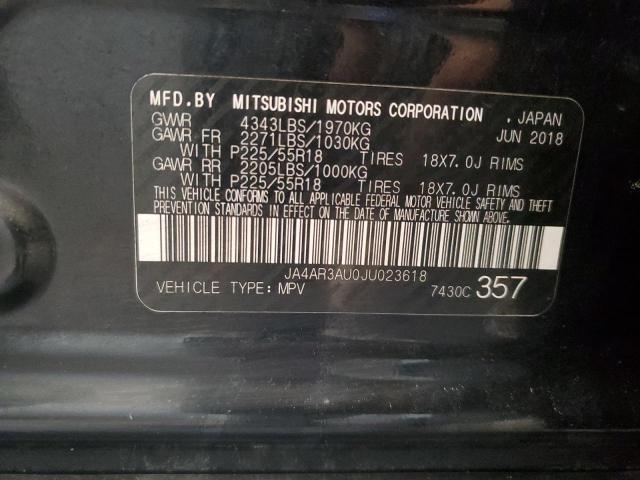 MFD.BY MITSUBISHI MOTORS CORPORATION , JAPAN
GVWR 4343LBS/1970KG JUN 2018
GAWR FR 2271LBS/1030KG
WITH P225/55R18 TIRES 18X7.0J RIMS
GAWR RR 2205LBS/1000KG
WITH P225/55R18 TIRES 18X7.0J RIMS
THIS VEHICLE CONFORMS TO ALL APPLICABLE FEDERAL MOTOR VEHICLE SAFETY AND THEFT
PREVENTION STANDARDS IN EFFECT ON THE DATE OF MANUFACTURE SHOWN ABOVE.
JA4AR3AU0JU023618
VEHICLE TYPE: MPV 7430C 357